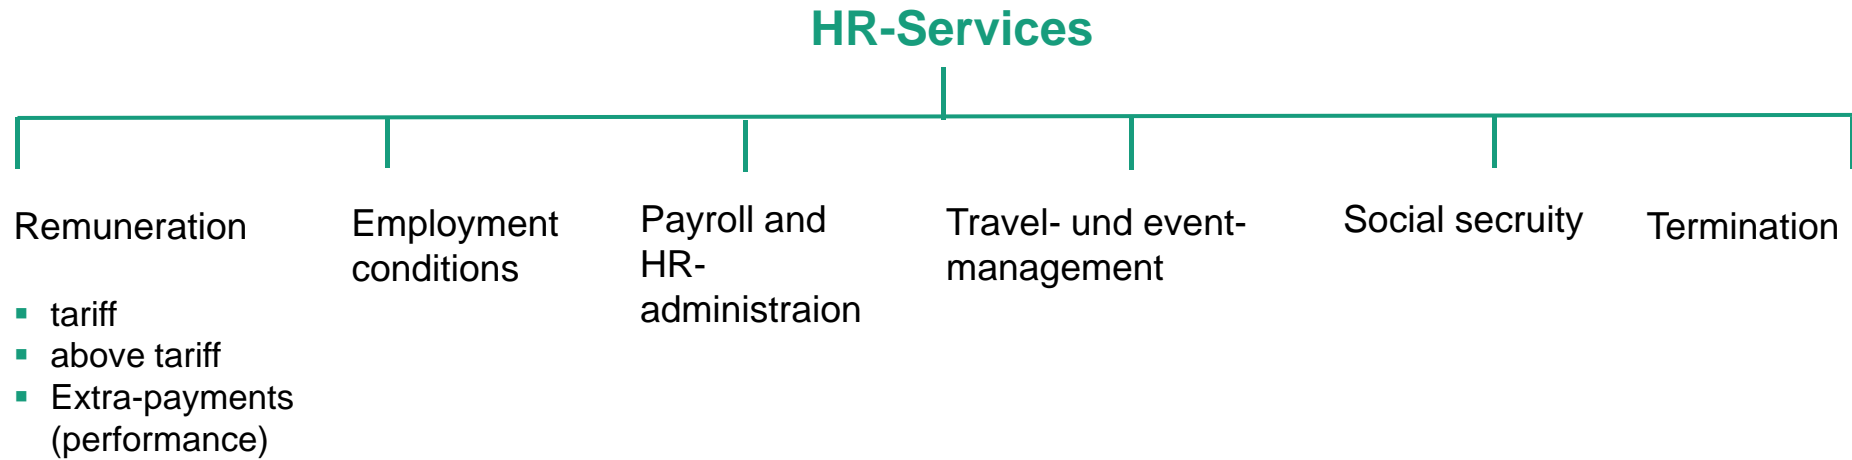 HR-Services
Remuneration
tariff
above tariff
Extra-payments
(performance)
Employment
conditions
Payroll and
HR-
administraion
Travel- und event-
management
Social secruity
Termination